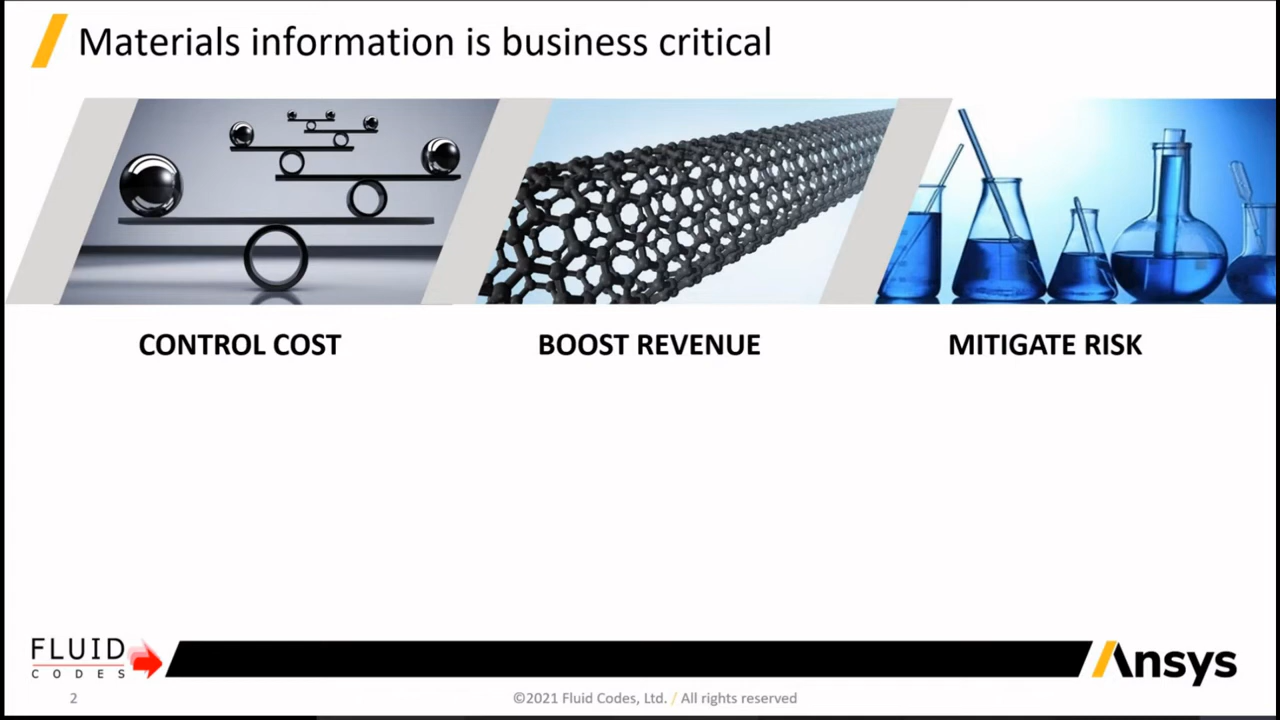 Materials information is business critical
CONTROL COST
BOOST REVENUE
MITIGATE RISK
FLUID
CODES
Ansys
2
©2021 Fluid Codes, Ltd. / All rights reserved